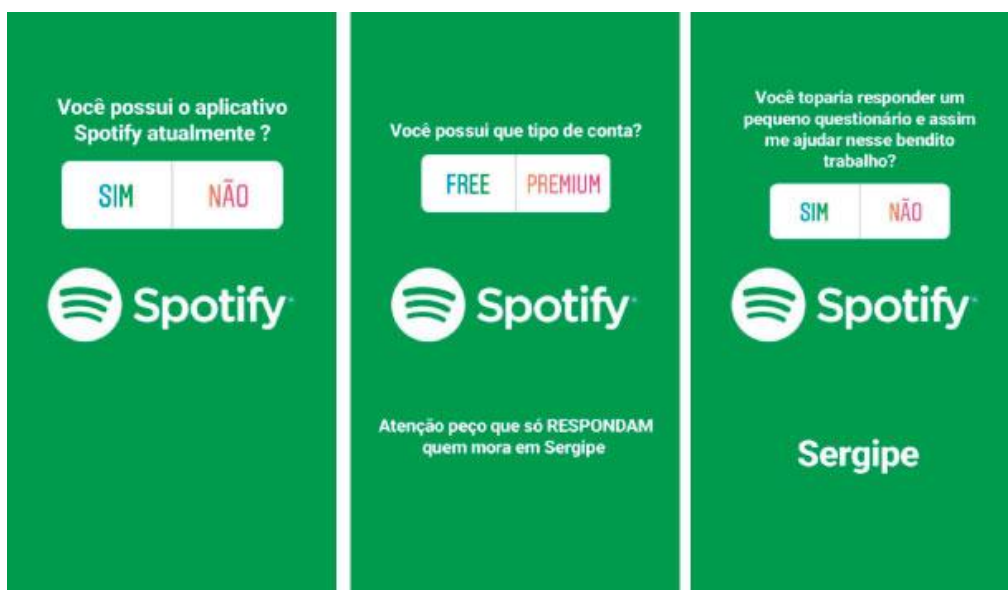 Você possui o aplicativo
Spotify atualmente ?
SIM
NÃO
Spotify
Você possui que tipo de conta?
FREE
PREMIUM
Spotify
Atenção peço que só RESPONDAM
quem mora em Sergipe
Você toparia responder um
pequeno questionário e assim
me ajudar nesse bendito
trabalho?
SIM
NÃO
Spotify
Sergipe